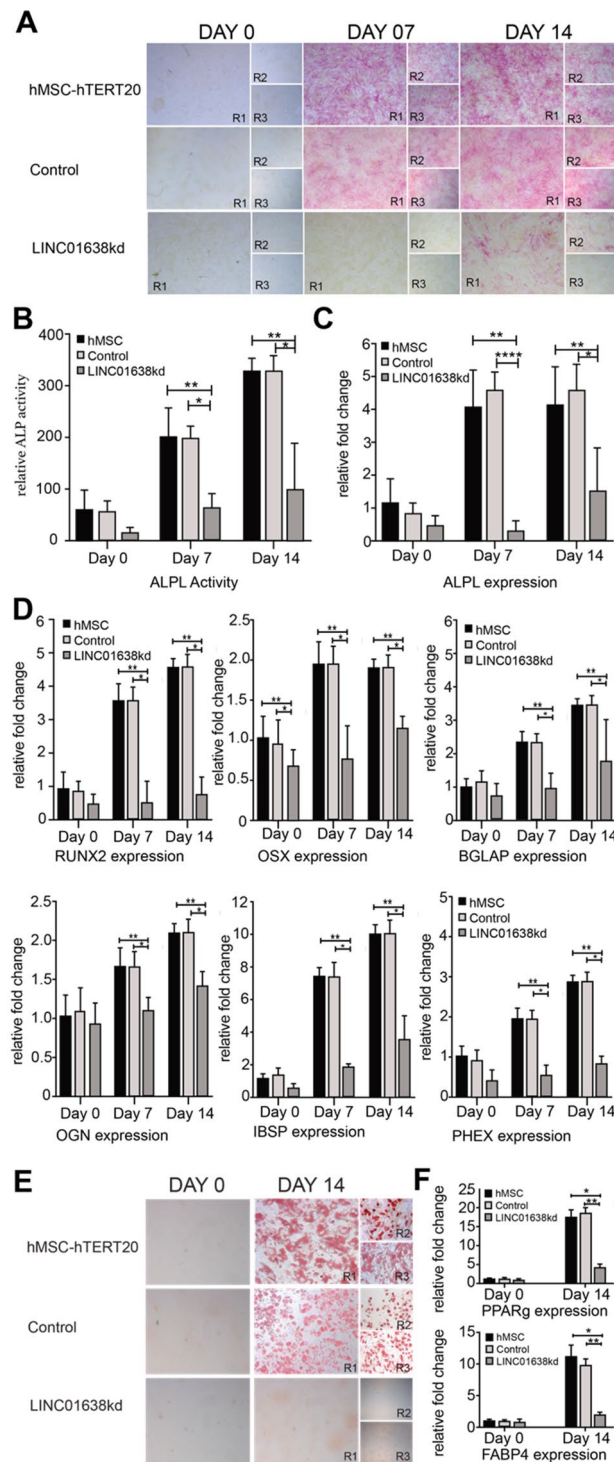 A
DAY 0 DAY 07 DAY 14
hMSC-hTERT20
R1 R2 R3 R1 R2 R3 R1 R2 R3
Control
R1 R2 R3 R1 R2 R3 R1 R2 R3
LINC01638kd
R1 R2 R3 R1 R2 R3 R1 R2 R3
B
hMSC
Control
LINC01638kd
relative ALP activity
400
300
200
100
0
** * ** *
Day 0 Day 7 Day 14
ALPL Activity
C
hMSC
Control
LINC01638kd
relative fold change
6
5
4
3
2
1
0
** **** ** *
Day 0 Day 7 Day 14
ALPL expression
D
hMSC
Control
LINC01638kd
relative fold change
6
5
4
3
2
1
0
** * ** *
Day 0 Day 7 Day 14
RUNX2 expression
relative fold change
2.5
2.0
1.5
1.0
0.5
0.0
** * ** * ** *
Day 0 Day 7 Day 14
OSX expression
hMSC
Control
LINC01638kd
relative fold change
6
5
4
3
2
1
0
** * ** *
Day 0 Day 7 Day 14
BGLAP expression
hMSC
Control
LINC01638kd
relative fold change
2.5
2.0
1.5
1.0
0.5
0
** * ** *
Day 0 Day 7 Day 14
OGN expression
hMSC
Control
LINC01638kd
relative fold change
12
10
8
6
4
2
0
** * ** *
Day 0 Day 7 Day 14
IBSP expression
hMSC
Control
LINC01638kd
relative fold change
5
4
3
2
1
0
** * ** *
Day 0 Day 7 Day 14
PHEX expression
E
DAY 0 DAY 14
hMSC-hTERT20
R1 R2 R3
Control
R1 R2 R3
LINC01638kd
R1 R2 R3
F
hMSC
Control
LINC01638kd
relative fold change
25
20
15
10
5
0
* **
Day 0 Day 14
PPARg expression
hMSC
Control
LINC01638kd
relative fold change
20
15
10
5
0
* **
Day 0 Day 14
FABP4 expression